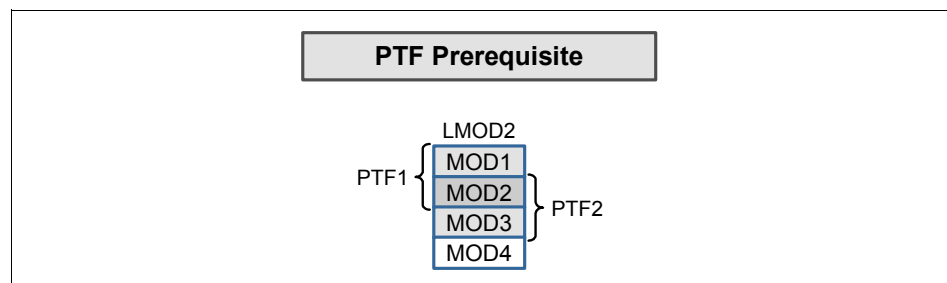 PTF Prerequisite
LMOD2
MOD1
PTF1
MOD2
PTF2
MOD3
MOD4